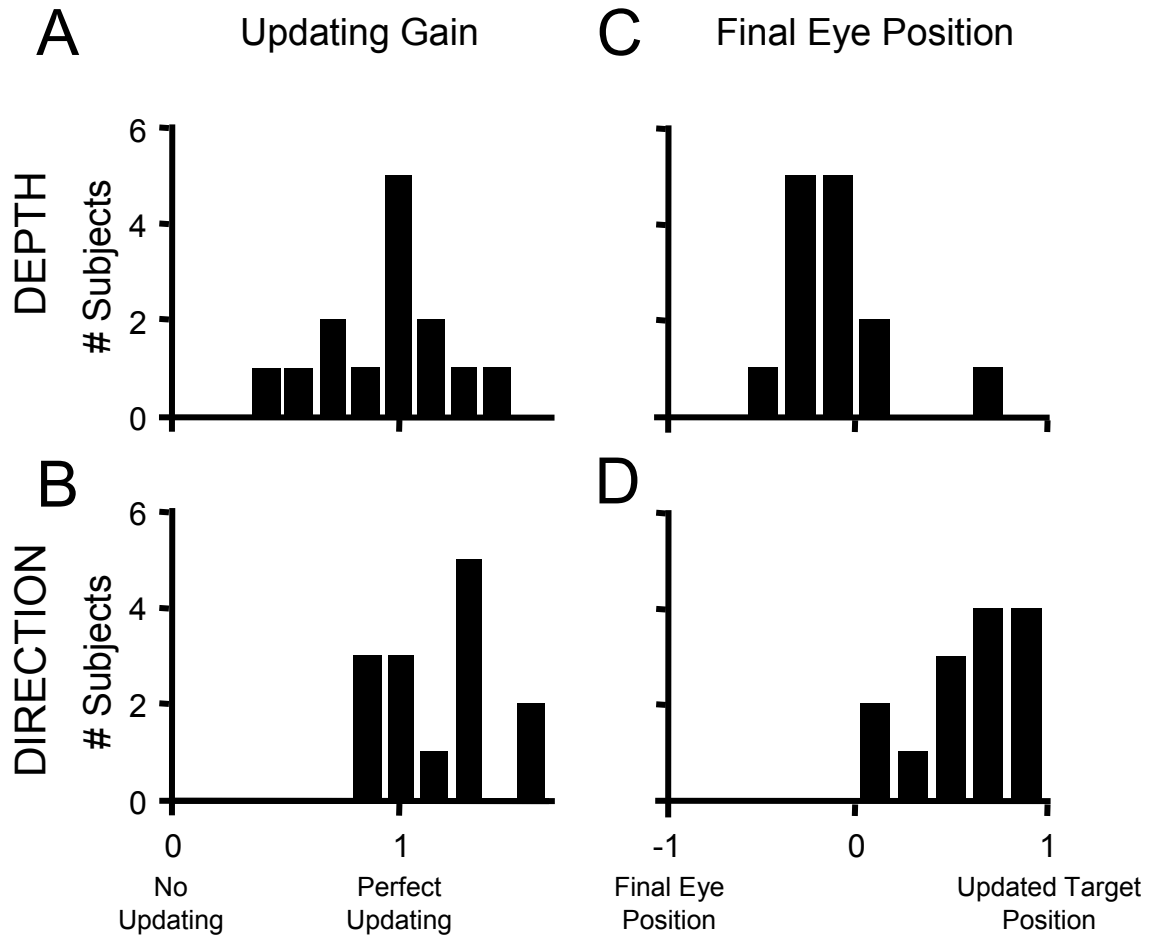 A
Updating Gain
C
Final Eye Position
DEPTH
# Subjects
6
4
2
0
B
D
DIRECTION
# Subjects
6
4
2
0
0
1
-1
0
1
No
Updating
Perfect
Updating
Final Eye
Position
Updated Target
Position